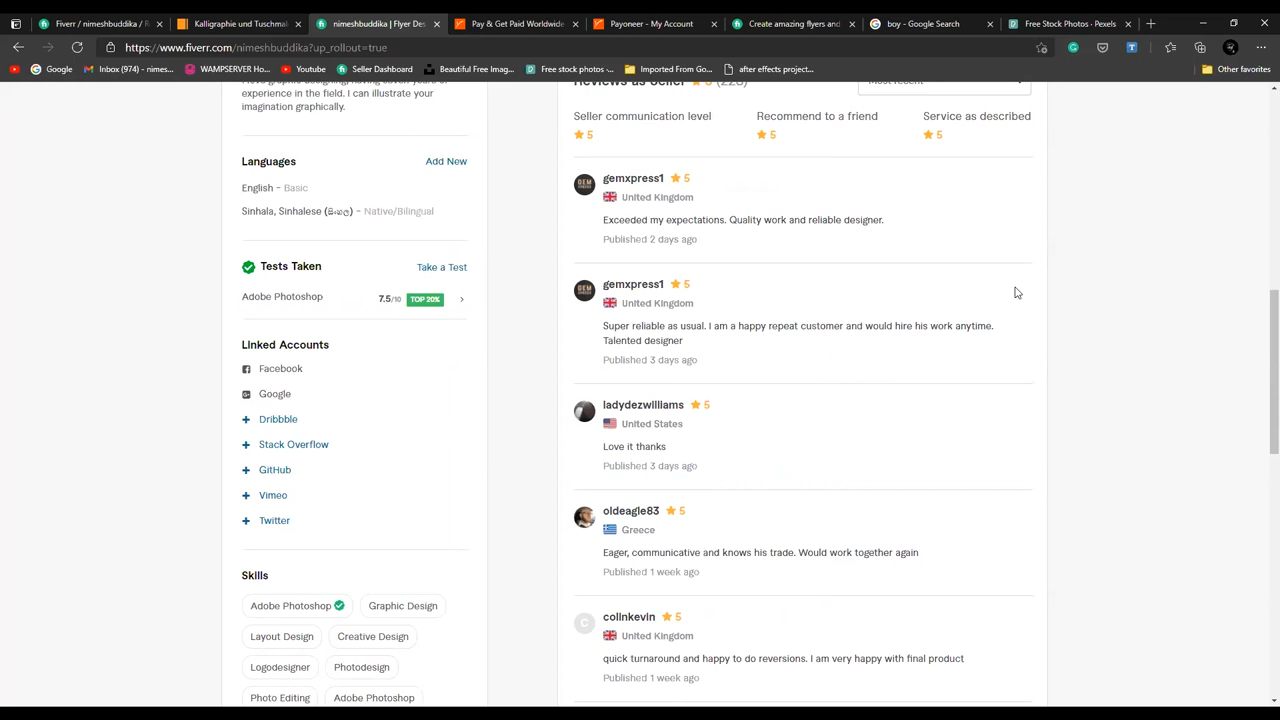 Fiverr / nimeshbuddika / R
Kalligraphie und Tuschmale
nimeshbuddika | Flyer Des
Pay & Get Paid Worldwide
Payoneer - My Account
Create amazing flyers and
boy - Google Search
Free Stock Photos · Pexels
https://www.fiverr.com/nimeshbuddika?up_rollout=true
Google
Inbox (974) - nimes...
WAMPSERVER Ho...
Youtube
Seller Dashboard
Beautiful Free Imag...
Free stock photos ·...
Imported From Go...
after effects projec...
Other favorites
experience in the field. I can illustrate your
imagination graphically.
Languages
Add New
English - Basic
Sinhala, Sinhalese (සිංහල) - Native/Bilingual
Tests Taken
Take a Test
Adobe Photoshop
7.5/10 TOP 20%
Linked Accounts
Facebook
Google
Dribbble
Stack Overflow
GitHub
Vimeo
Twitter
Skills
Adobe Photoshop
Graphic Design
Layout Design
Creative Design
Logodesigner
Photodesign
Photo Editing
Adobe Photoshop
Reviews as Seller
Most recent
Seller communication level
Recommend to a friend
Service as described
5
5
5
gemxpress1 5
United Kingdom
Exceeded my expectations. Quality work and reliable designer.
Published 2 days ago
gemxpress1 5
United Kingdom
Super reliable as usual. I am a happy repeat customer and would hire his work anytime.
Talented designer
Published 3 days ago
ladydezwilliams 5
United States
Love it thanks
Published 3 days ago
oldeagle83 5
Greece
Eager, communicative and knows his trade. Would work together again
Published 1 week ago
C
colinkevin 5
United Kingdom
quick turnaround and happy to do reversions. I am very happy with final product
Published 1 week ago